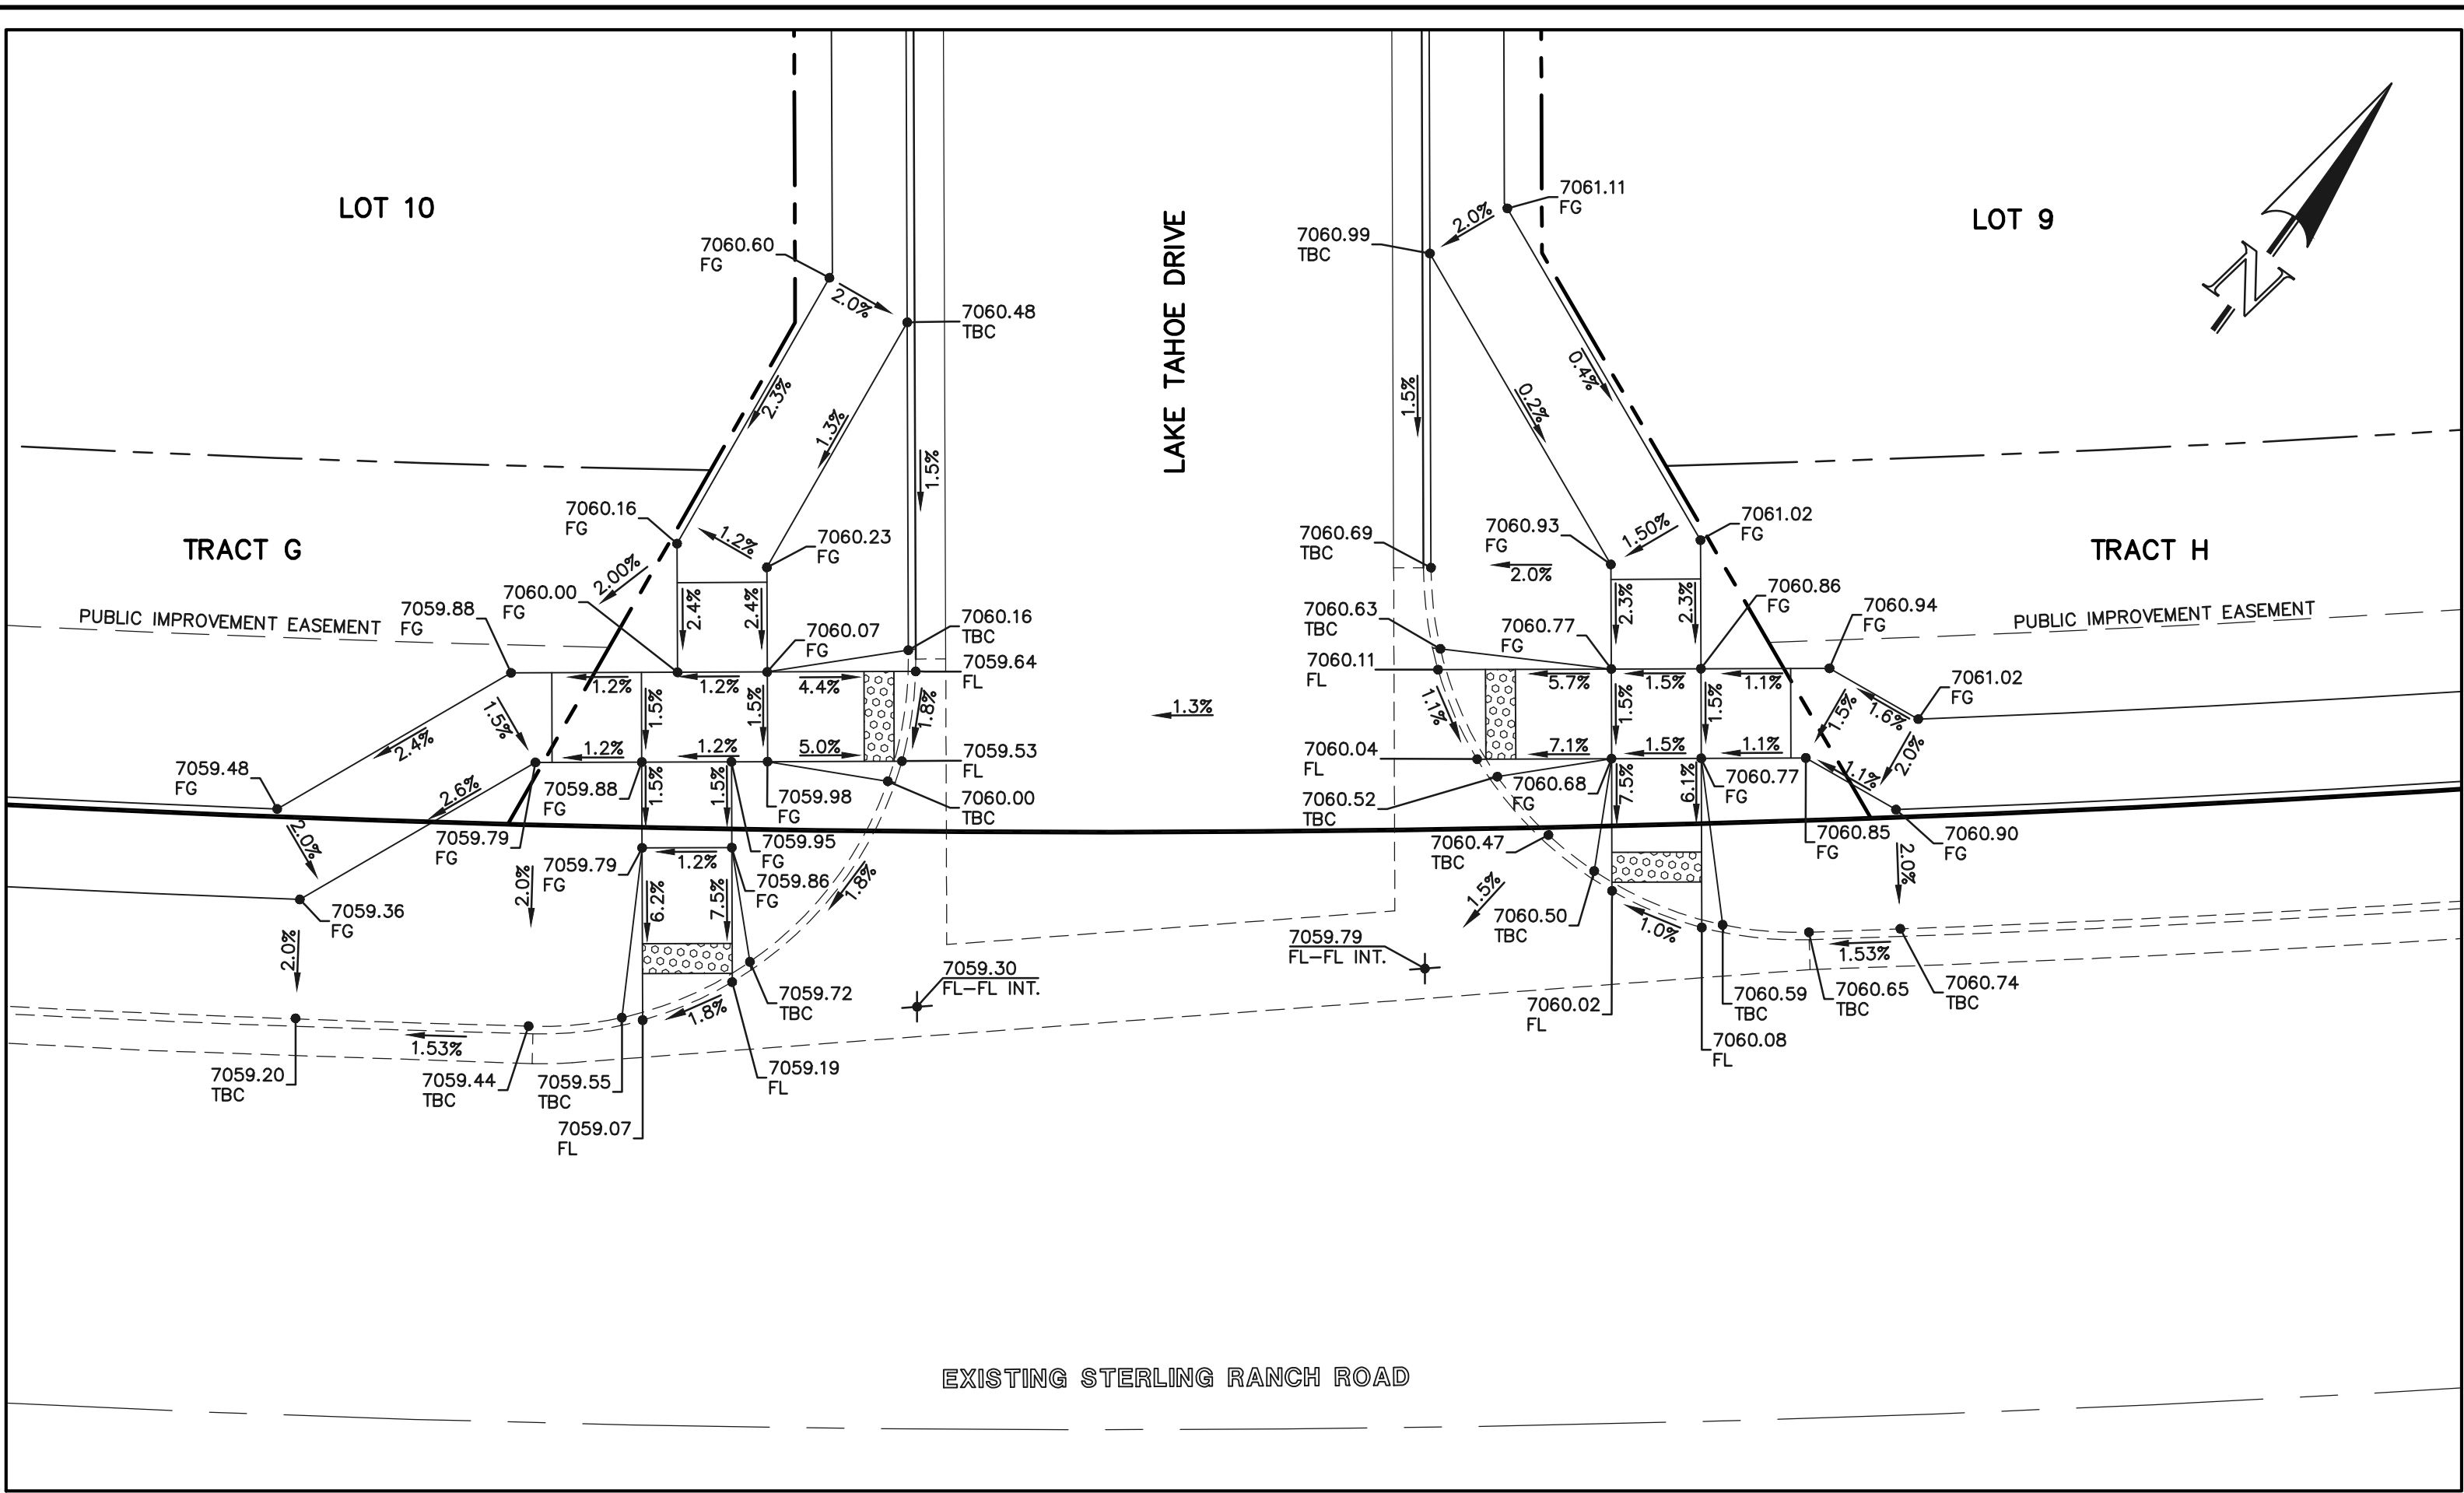 LOT 10
LOT 9
N
LAKE TAHOE DRIVE
7061.11
FG
2.0%
7060.99
TBC
7060.60
FG
2.0%
7060.48
TBC
2.3%
1.3%
1.5%
1.5%
0.2%
0.4%
7060.16
FG
1.2%
7060.23
FG
7060.69
TBC
7060.93
FG
1.50%
7061.02
FG
2.0%
TRACT G
TRACT H
2.00%
7060.00
FG
7059.88
FG
PUBLIC IMPROVEMENT EASEMENT
2.4%
2.4%
7060.07
FG
7060.16
TBC
7059.64
FL
7060.63
TBC
7060.11
FL
7060.77
FG
2.3%
2.3%
7060.86
FG
7060.94
FG
PUBLIC IMPROVEMENT EASEMENT
7061.02
FG
1.2%
1.2%
4.4%
1.5%
1.5%
1.5%
1.8%
1.3%
1.1%
5.7%
1.5%
1.1%
1.5%
1.5%
1.5%
1.6%
2.0%
2.4%
1.2%
1.2%
5.0%
7059.53
FL
7060.04
FL
7.1%
1.5%
1.1%
1.1%
7059.48
FG
2.6%
7059.88
FG
1.5%
1.5%
7059.98
FG
7060.00
TBC
7060.52
TBC
7060.68
FG
7.5%
6.1%
7060.77
FG
2.0%
7059.79
FG
7059.95
FG
7060.47
TBC
7060.85
FG
7060.90
FG
2.0%
7059.79
FG
1.2%
7059.86
FG
1.8%
2.0%
7059.36
FG
6.2%
7.5%
1.5%
7060.50
TBC
1.0%
2.0%
7059.79
FL-FL INT.
1.53%
7059.30
FL-FL INT.
7059.72
TBC
1.8%
7060.02
FL
7060.59
TBC
7060.65
TBC
7060.74
TBC
7060.08
FL
1.53%
7059.20
TBC
7059.44
TBC
7059.55
TBC
7059.19
FL
7059.07
FL
EXISTING STERLING RANCH ROAD